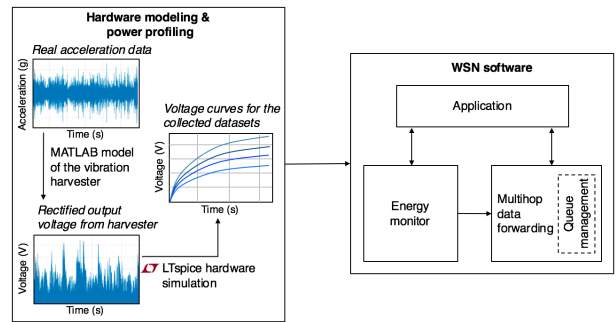 Hardware modeling &
power profiling
Real acceleration data
Acceleration (g)
Time (s)
MATLAB model
of the vibration
harvester
Rectified output
voltage from harvester
Voltage (V)
Time (s)
LTspice hardware
simulation
Voltage curves for the
collected datasets
Voltage (V)
Time (s)
WSN software
Application
Energy
monitor
Multihop
data
forwarding
Queue
management